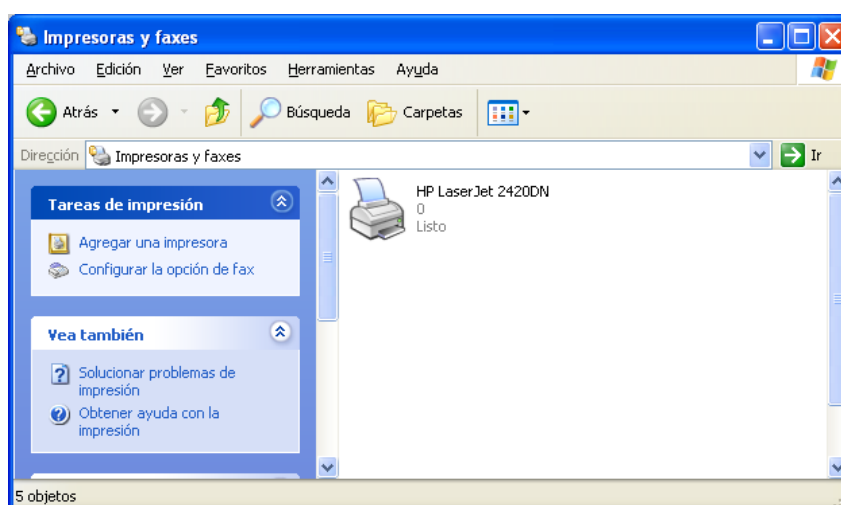 Impresoras y faxes
Archivo Edición Ver Favoritos Herramientas Ayuda
Atrás Búsqueda Carpetas
Dirección Impresoras y faxes Ir
Tareas de impresión
Agregar una impresora
Configurar la opción de fax
Vea también
Solucionar problemas de
impresión
Obtener ayuda con la
impresión
HP LaserJet 2420DN
0
Listo
5 objetos